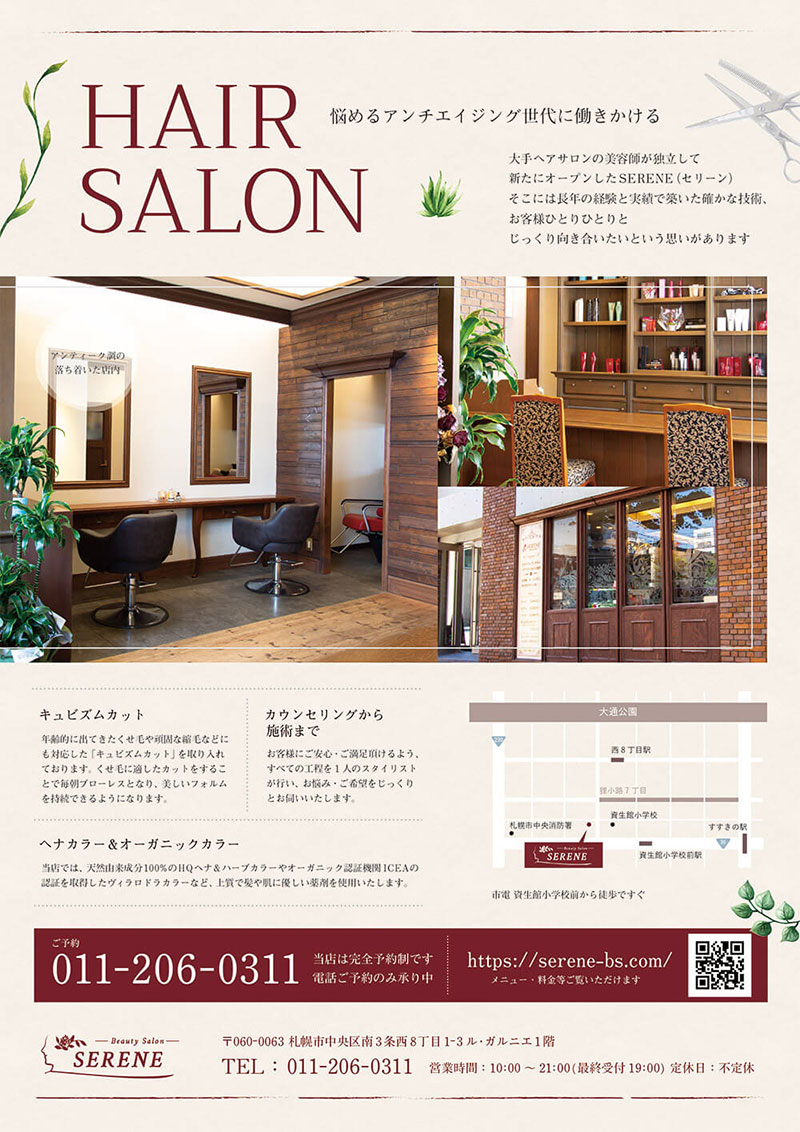 HAIR
SALON
悩めるアンチエイジング世代に働きかける
大手ヘアサロンの美容師が独立して
新たにオープンしたSERENE（セリーン）
そこには長年の経験と実績で築いた確かな技術、
お客様ひとりひとりと
じっくり向き合いたいという思いがあります
アンティーク調の
落ち着いた店内
キュビズムカット
年齢的に出てきたくせ毛や頑固な縮毛などに
も対応した「キュビズムカット」を取り入れ
ております。くせ毛に適したカットをするこ
とで毎朝ブローレスとなり、美しいフォルム
を持続できるようになります。
カウンセリングから
施術まで
お客様にご安心・ご満足頂けるよう、
すべての工程を1人のスタイリスト
が行い、お悩み・ご希望をじっくり
とお伺いいたします。
ヘナカラー＆オーガニックカラー
当店では、天然由来成分100%のHQヘナ＆ハーブカラーやオーガニック認証機関ICEAの
認証を取得したヴィラロドラカラーなど、上質で髪や肌に優しい薬剤を使用いたします。
大通公園
230
西8丁目駅
狸小路7丁目
資生館小学校
札幌市中央消防署
すすきの駅
36
Beauty Salon
SERENE
資生館小学校前駅
市電 資生館小学校前から徒歩ですぐ
ご予約
011-206-0311
当店は完全予約制です
電話ご予約のみ承り中
https://serene-bs.com/
メニュー・料金等ご覧いただけます
Beauty Salon
SERENE
〒060-0063 札幌市中央区南3条西8丁目1-3 ル・ガルニエ1階
TEL：011-206-0311 営業時間：10:00 〜 21:00(最終受付 19:00) 定休日：不定休